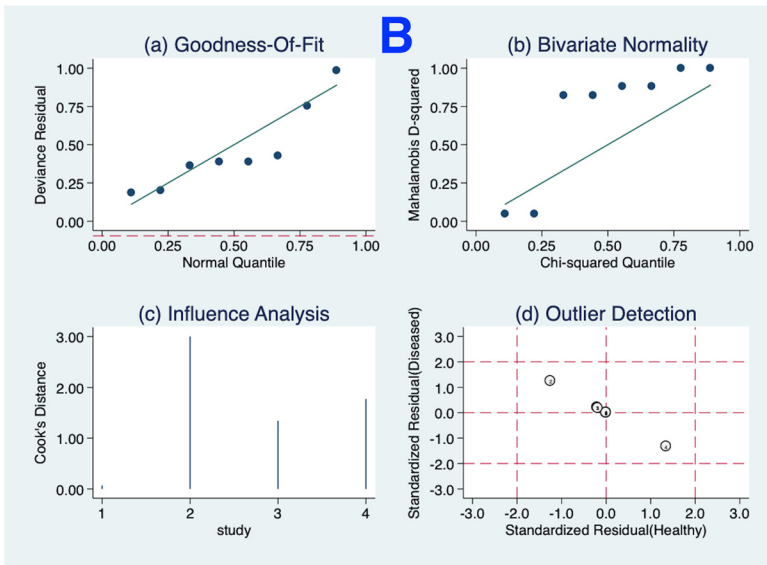 B
(a) Goodness-Of-Fit
Deviance Residual
1.00
0.75
0.50
0.25
0.00
0.00 0.25 0.50 0.75 1.00
Normal Quantile
(b) Bivariate Normality
Mahalanobis D-squared
1.00
0.75
0.50
0.25
0.00
0.00 0.25 0.50 0.75 1.00
Chi-squared Quantile
(c) Influence Analysis
Cook's Distance
3.00
2.00
1.00
0.00
1 2 3 4
study
(d) Outlier Detection
Standardized Residual(Diseased)
3.0
2.0
1.0
0.0
-1.0
-2.0
-3.0
-3.0 -2.0 -1.0 0.0 1.0 2.0 3.0
Standardized Residual(Healthy)